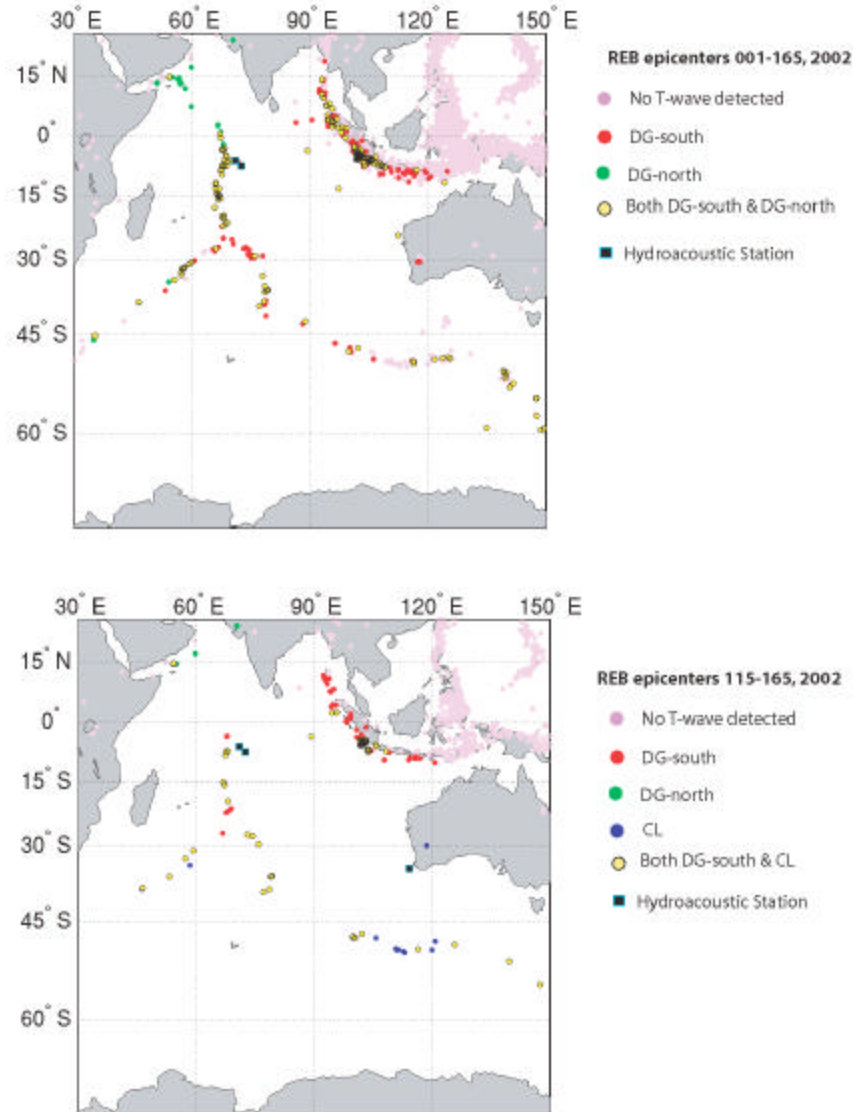 30° E 60° E 90° E 120° E 150° E
15° N
0°
15° S
30° S
45° S
60° S
REB epicenters 001-165, 2002
No T-wave detected
DG-south
DG-north
Both DG-south & DG-north
Hydroacoustic Station
30° E 60° E 90° E 120° E 150° E
15° N
0°
15° S
30° S
45° S
60° S
REB epicenters 115-165, 2002
No T-wave detected
DG-south
DG-north
CL
Both DG-south & CL
Hydroacoustic Station